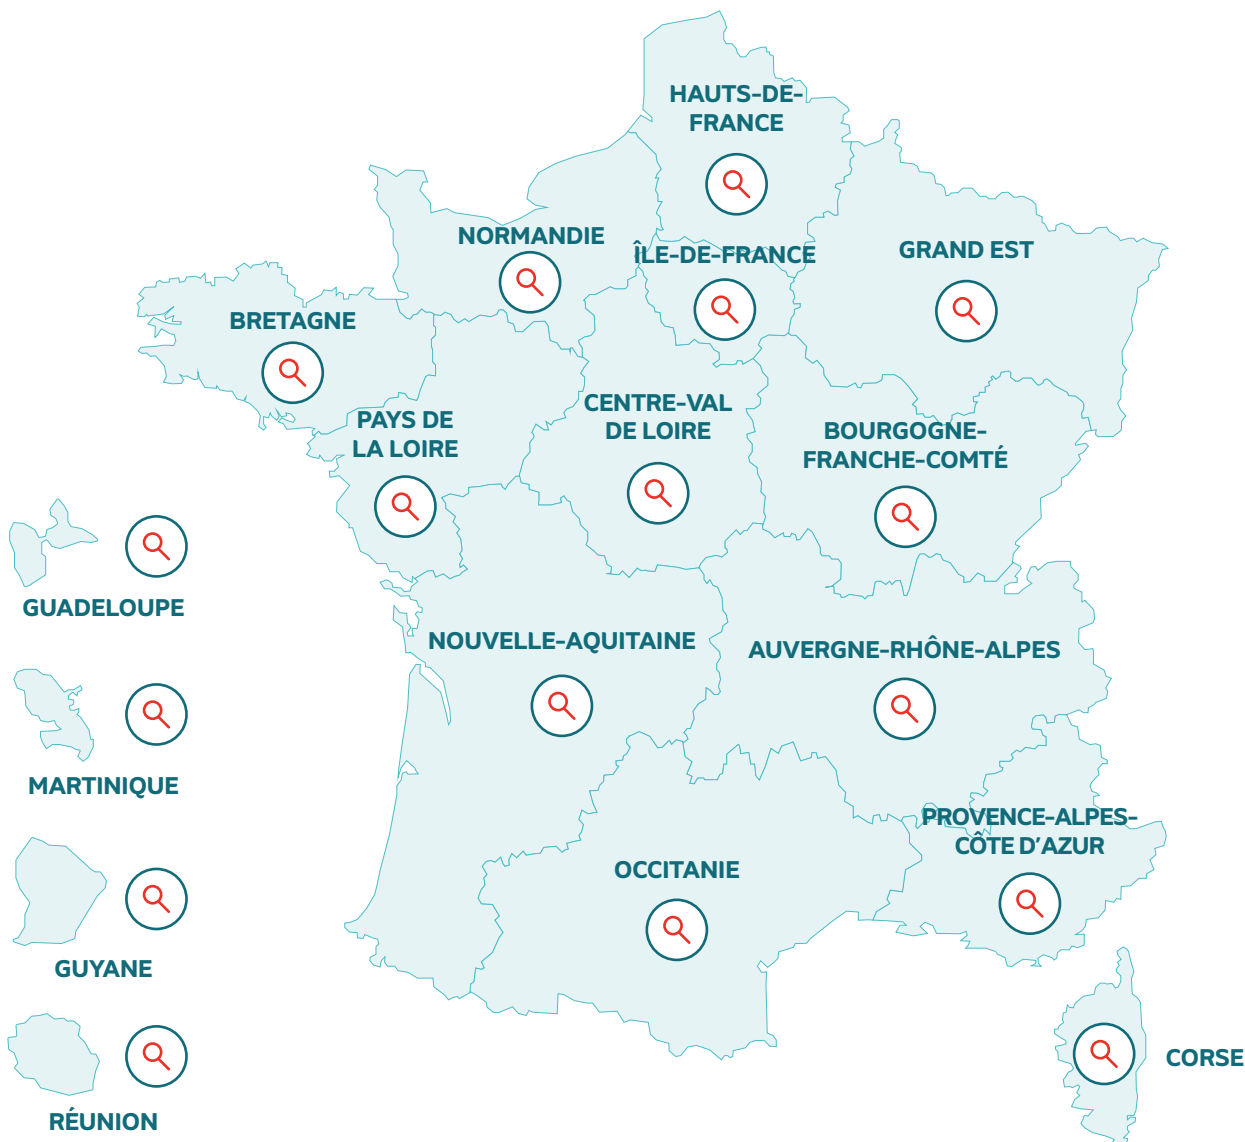 HAUTS-DE-
FRANCE
NORMANDIE
ÎLE-DE-FRANCE
GRAND EST
BRETAGNE
PAYS DE
LA LOIRE
CENTRE-VAL
DE LOIRE
BOURGOGNE-
FRANCHE-COMTÉ
GUADELOUPE
NOUVELLE-AQUITAINE
AUVERGNE-RHÔNE-ALPES
MARTINIQUE
PROVENCE-ALPES-
CÔTE D'AZUR
OCCITANIE
GUYANE
CORSE
RÉUNION